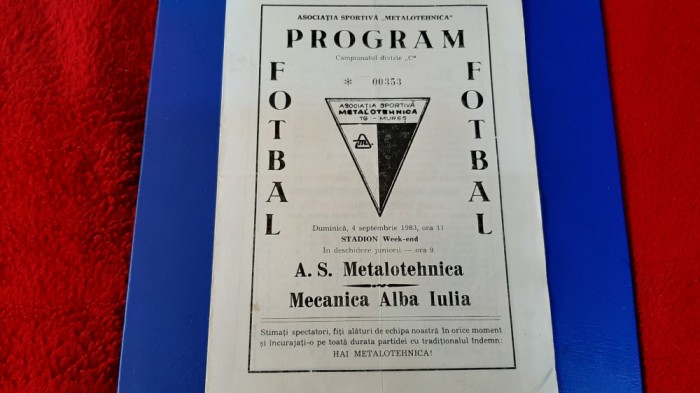 ASOCIAȚIA SPORTIVĂ „METALOTEHNICA"
PROGRAM
Campionatul divizie „C"
FOTBAL
FOTBAL
* 00353
ASOCIAȚIA SPORTIVĂ
METALOTEHNICA
TG - MUREȘ
Duminică, 4 septembrie 1983, ora 11
STADION Week-end
În deschidere juniorii — ora 9
A. S. Metalotehnica
Mecanica Alba Iulia
Stimați spectatori, fiți alături de echipa noastră în orice moment
și încurajați-o pe toată durata partidei cu tradiționalul îndemn:
HAI METALOTEHNICA!